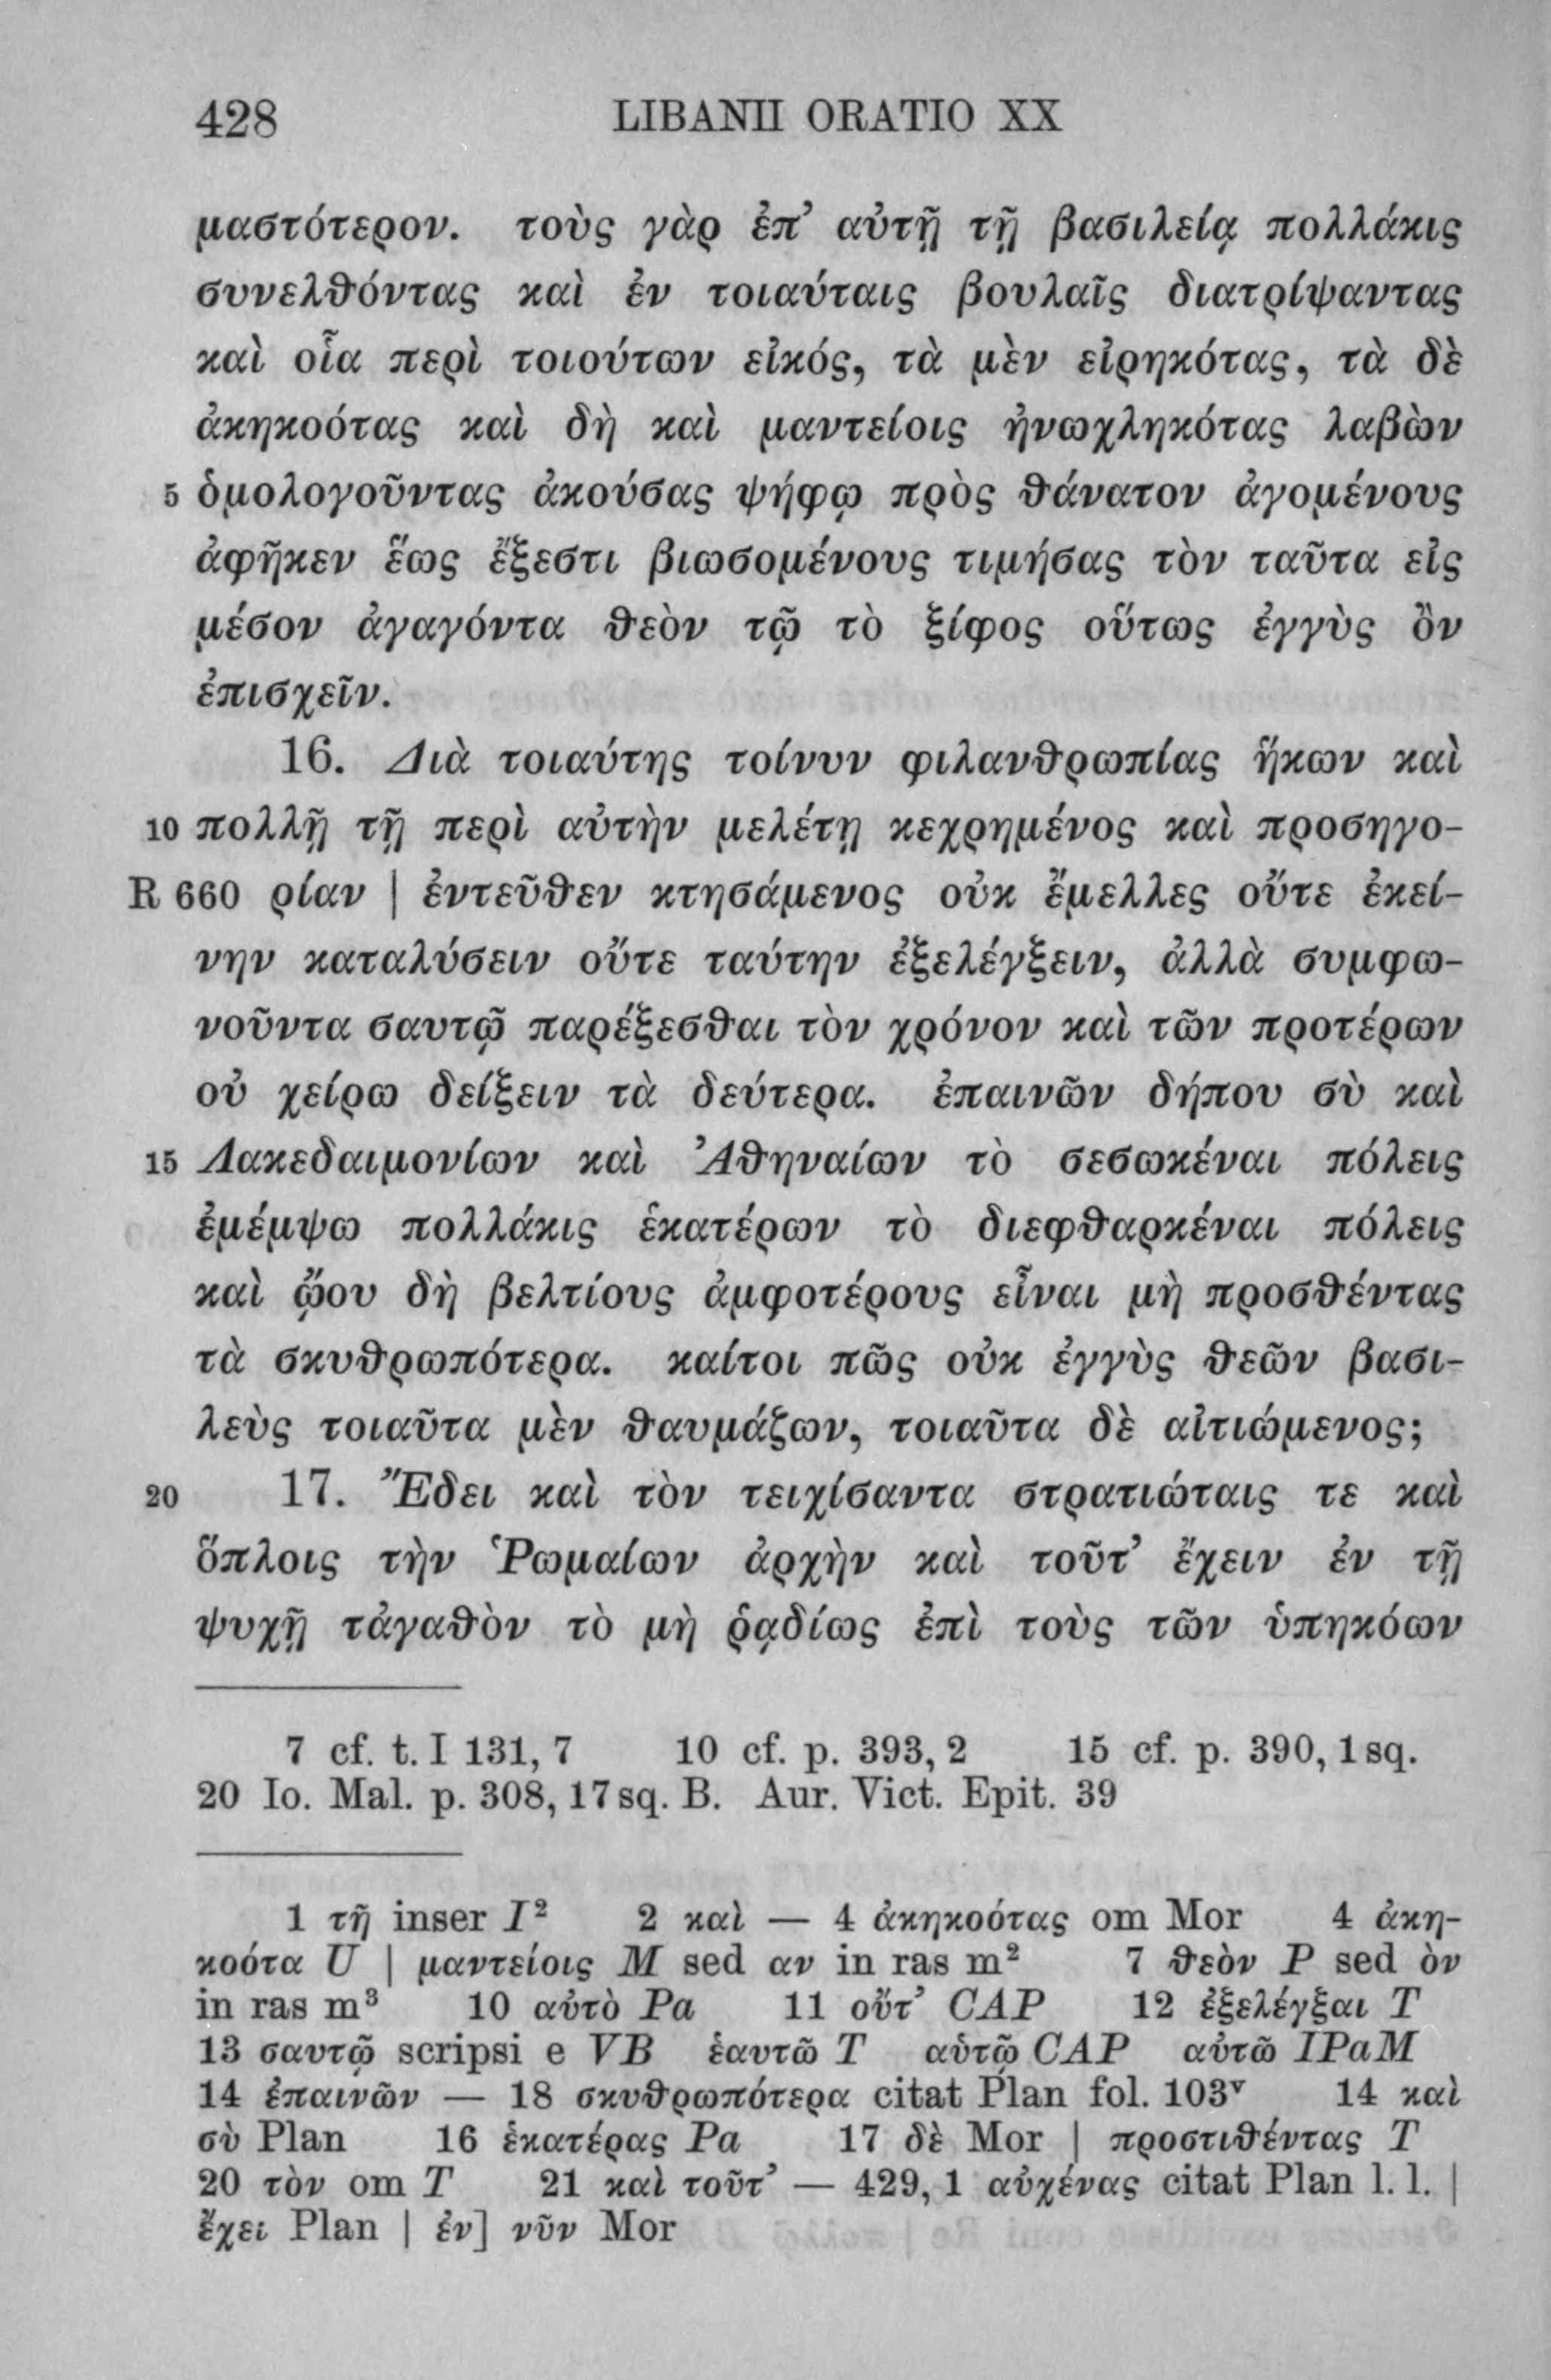 428 LIBANII ORATIO XX
μαστότερον. τοὺς γὰρ ἐπ’ αὐτῇ τῇ βασιλείᾳ πολλάκις
συνελθόντας καὶ ἐν τοιαύταις βουλαῖς διατρίψαντας
καὶ οἷα περὶ τοιούτων εἰκός, τὰ μὲν εἰρηκότας, τὰ δὲ
ἀκηκοότας καὶ δὴ καὶ μαντείοις ἠνωχληκότας λαβὼν
5 ὁμολογοῦντας ἀκούσας ψήφῳ πρὸς θάνατον ἀγομένους
ἀφῆκεν ἕως ἔξεστι βιωσομένους τιμήσας τὸν ταῦτα εἰς
μέσον ἀγαγόντα θεὸν τῷ τὸ ξίφος οὕτως ἐγγὺς ὂν
ἐπισχεῖν.
16. Διὰ τοιαύτης τοίνυν φιλανθρωπίας ἥκων καὶ
10 πολλῇ τῇ περὶ αὐτὴν μελέτῃ κεχρημένος καὶ προσηγο-
R 660 ρίαν | ἐντεῦθεν κτησάμενος οὐκ ἔμελλες οὔτε ἐκεί-
νην καταλύσειν οὔτε ταύτην ἐξελέγξειν, ἀλλὰ συμφω-
νοῦντα σαυτῷ παρέξεσθαι τὸν χρόνον καὶ τῶν προτέρων
οὐ χείρω δείξειν τὰ δεύτερα. ἐπαινῶν δήπου σὺ καὶ
15 Λακεδαιμονίων καὶ Ἀθηναίων τὸ σεσωκέναι πόλεις
ἐμέμψω πολλάκις ἑκατέρων τὸ διεφθαρκέναι πόλεις
καὶ ᾤου δὴ βελτίους ἀμφοτέρους εἶναι μὴ προσθέντας
τὰ σκυθρωπότερα. καίτοι πῶς οὐκ ἐγγὺς θεῶν βασι-
λεὺς τοιαῦτα μὲν θαυμάζων, τοιαῦτα δὲ αἰτιώμενος;
20 17. Ἔδει καὶ τὸν τειχίσαντα στρατιώταις τε καὶ
ὅπλοις τὴν Ῥωμαίων ἀρχὴν καὶ τοῦτ’ ἔχειν ἐν τῇ
ψυχῇ τἀγαθὸν τὸ μὴ ῥᾳδίως ἐπὶ τοὺς τῶν ὑπηκόων
7 cf. t. I 131, 7 10 cf. p. 393, 2 15 cf. p. 390, 1 sq.
20 Io. Mal. p. 308, 17 sq. B. Aur. Vict. Epit. 39
1 τῇ inser I² 2 καὶ — 4 ἀκηκοότας om Mor 4 ἀκη-
κοότα U | μαντείοις M sed αν in ras m² 7 θεὸν P sed ὸν
in ras m³ 10 αὐτὸ Pa 11 οὔτ’ CAP 12 ἐξελέγξαι T
13 σαυτῷ scripsi e VB ἑαυτῶ T αὑτῷ CAP αὐτῶ IPaM
14 ἐπαινῶν — 18 σκυθρωπότερα citat Plan fol. 103ᵛ 14 καὶ
σὺ Plan 16 ἑκατέρας Pa 17 δὲ Mor | προστιθέντας T
20 τὸν om T 21 καὶ τοῦτ’ — 429, 1 αὐχένας citat Plan l. l. |
ἔχει Plan | ἐν] νῦν Mor